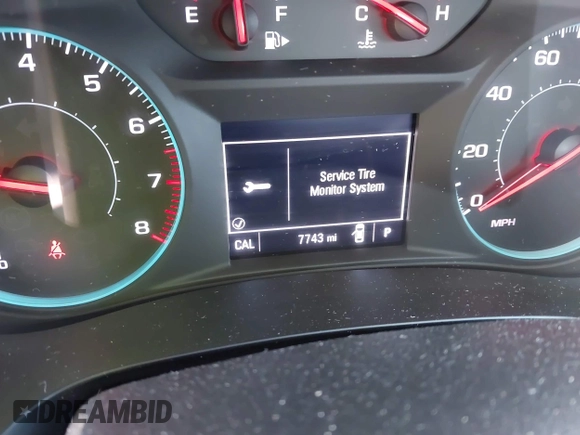 E F C H
4 5 6 7 8
Service Tire
Monitor System
CAL 7743 mi P
60
40
20
0
MPH
DREAMBID